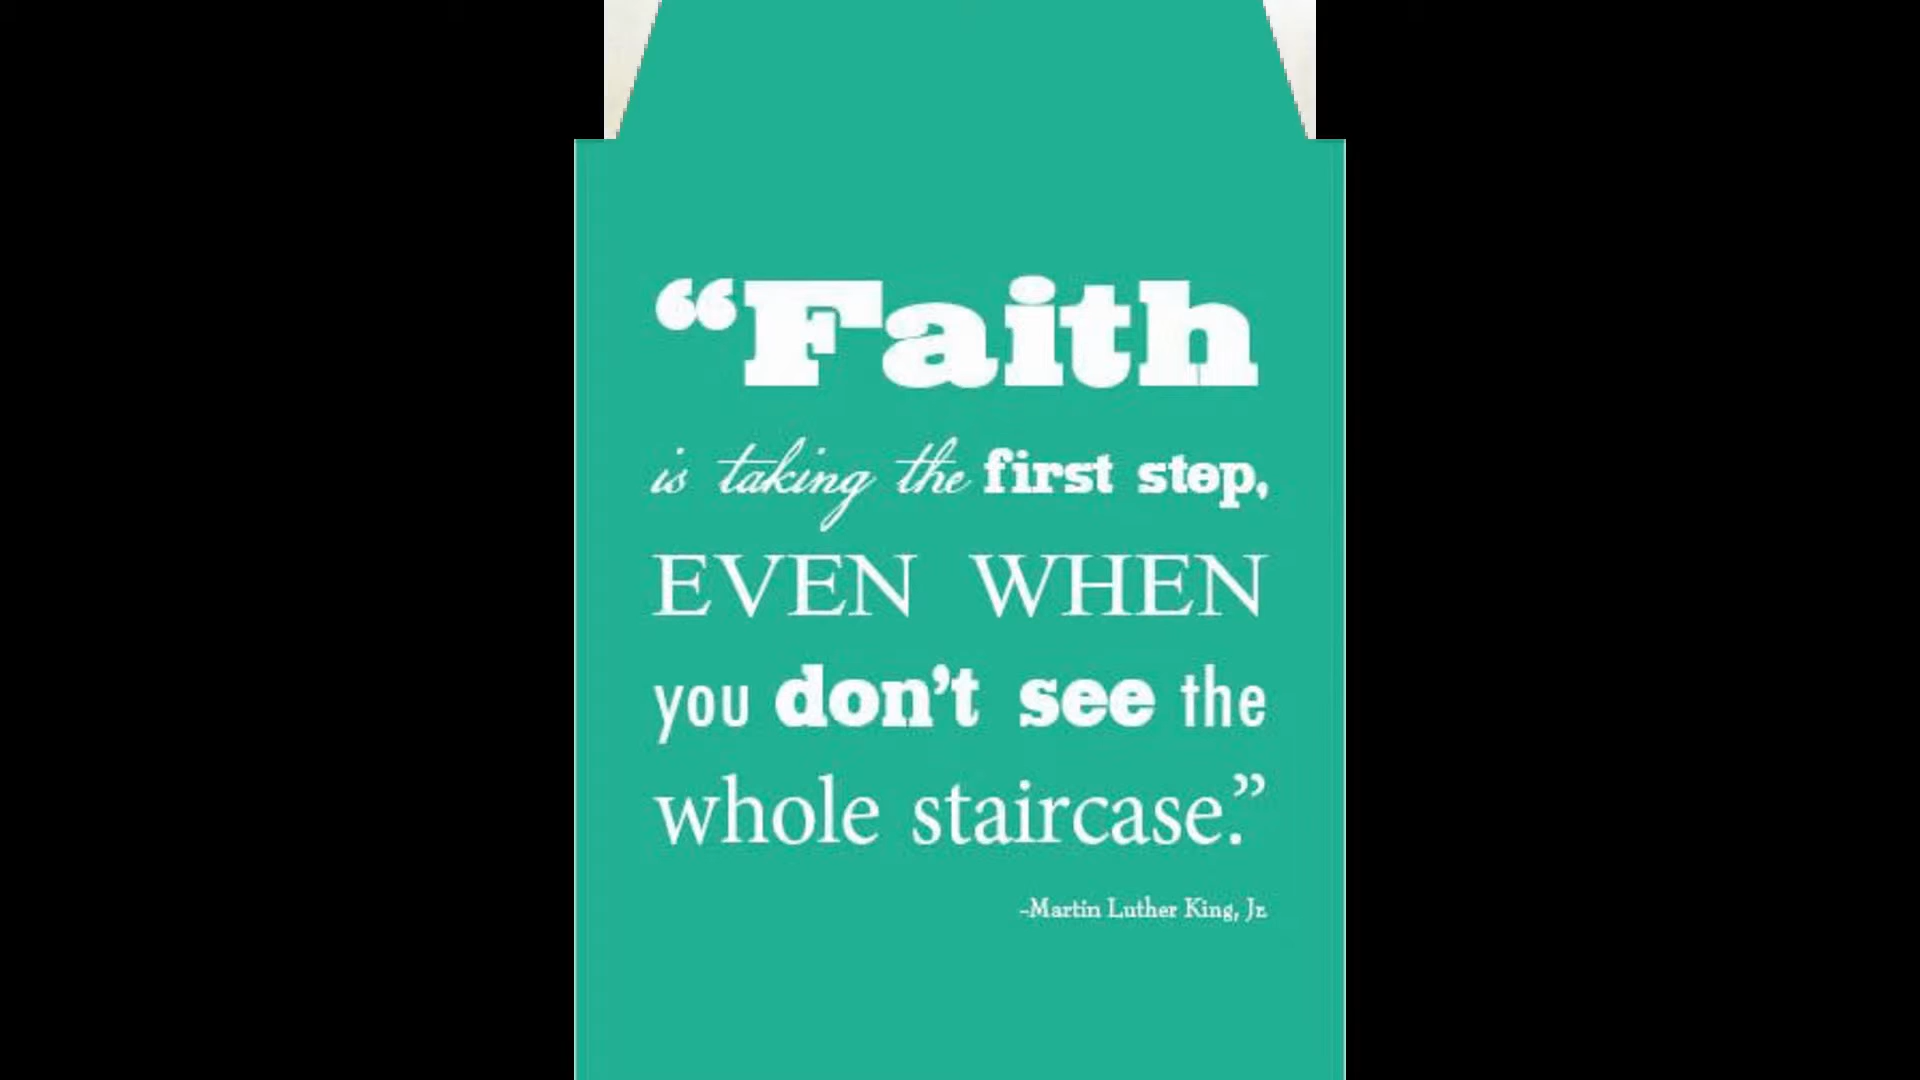 “Faith
is taking the first step,
EVEN WHEN
you don’t see the
whole staircase.”
-Martin Luther King, Jr.